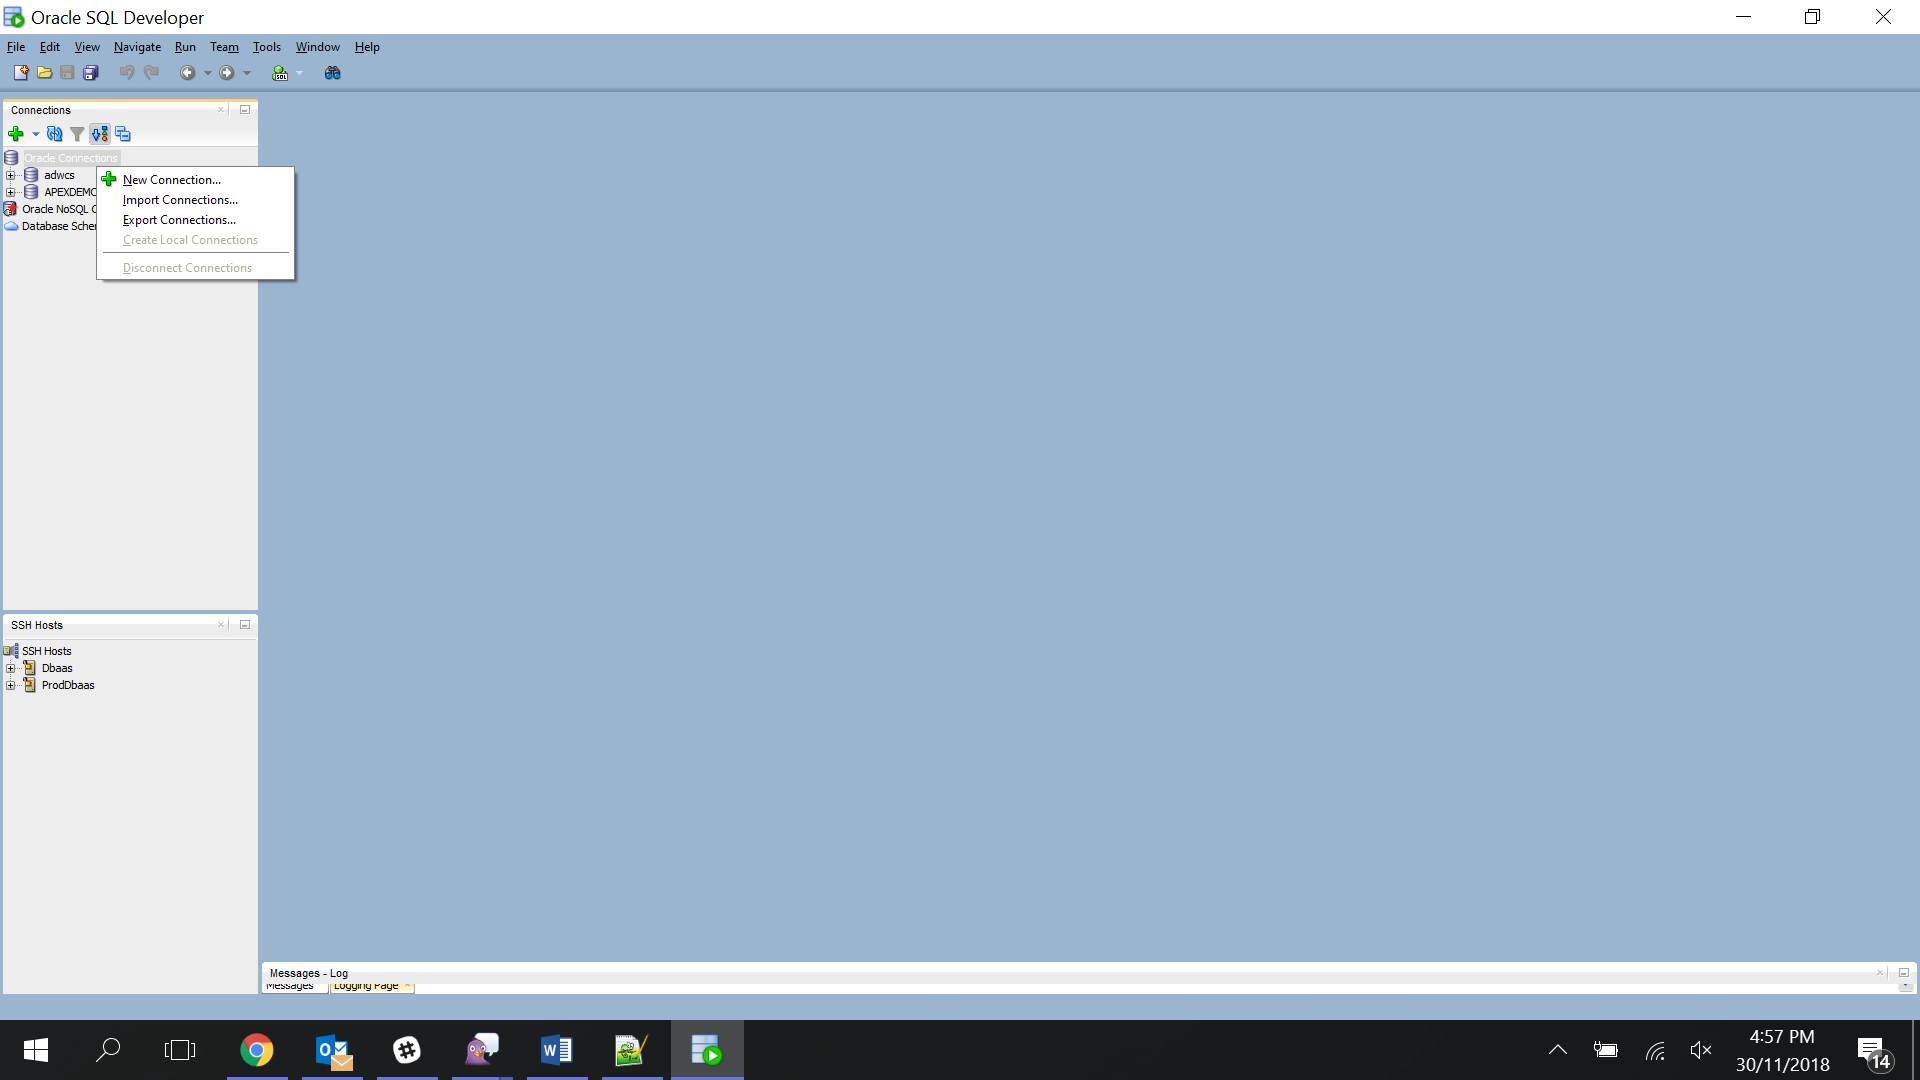 Oracle SQL Developer
File Edit View Navigate Run Team Tools Window Help
SQL
Connections
Oracle Connections
adwcs
APEXDEMO
Oracle NoSQL C
Database Schem
New Connection...
Import Connections...
Export Connections...
Create Local Connections
Disconnect Connections
SSH Hosts
SSH Hosts
Dbaas
ProdDbaas
Messages - Log
Messages Logging Page
4:57 PM
30/11/2018
14